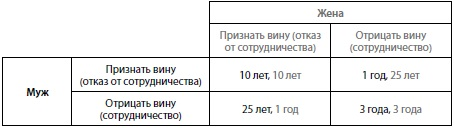 Жена
Признать вину (отказ Отрицать вину
от сотрудничества) (сотрудничество)
Муж
Признать вину
(отказ от сотрудничества) 10 лет, 10 лет 1 год, 25 лет
Отрицать вину
(сотрудничество) 25 лет, 1 год 3 года, 3 года